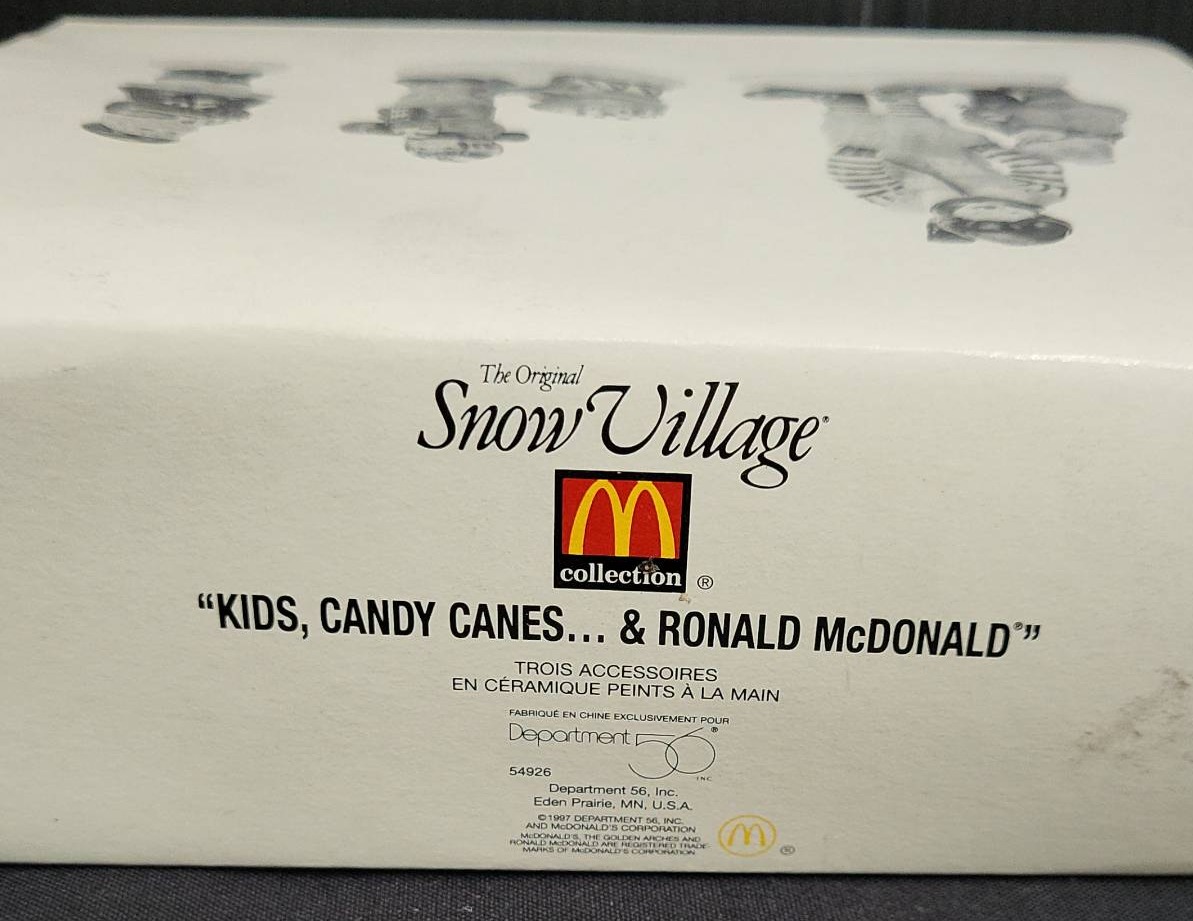 The Original
Snow Village®
M
collection ®
“KIDS, CANDY CANES... & RONALD McDONALD®”
TROIS ACCESSOIRES
EN CÉRAMIQUE PEINTS À LA MAIN
FABRIQUÉ EN CHINE EXCLUSIVEMENT POUR
Department 56®
INC
54926
Department 56, Inc.
Eden Prairie, MN, U.S.A.
©1997 DEPARTMENT 56, INC.
AND McDONALD'S CORPORATION
McDONALD'S, THE GOLDEN ARCHES AND
RONALD McDONALD ARE REGISTERED TRADE-
MARKS OF McDONALD'S CORPORATION.
M ®